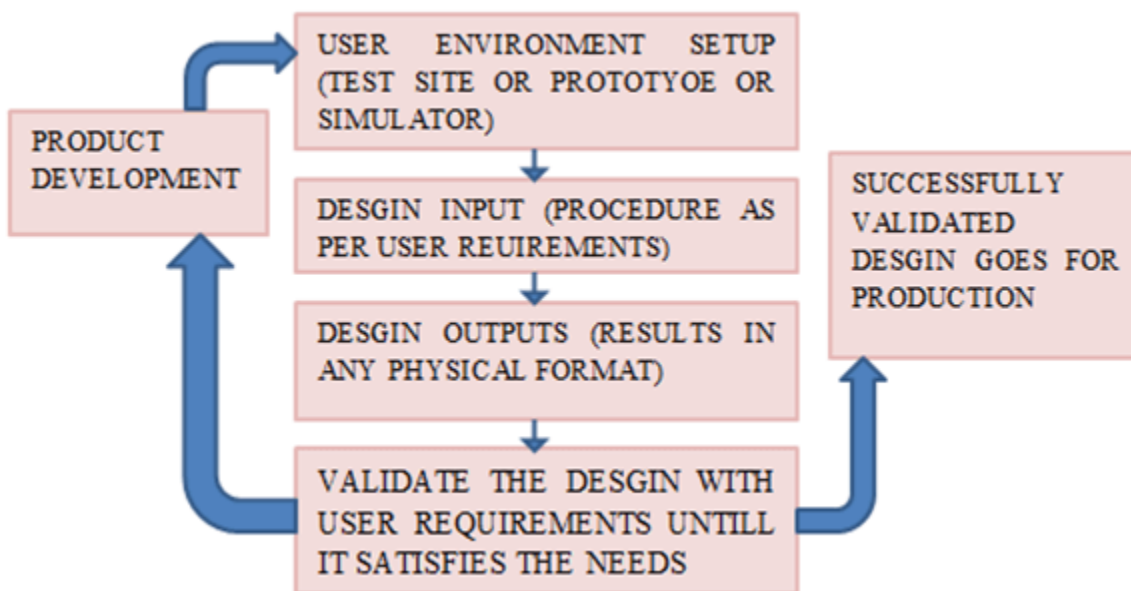 USER ENVIRONMENT SETUP
(TEST SITE OR PROTOTYOE OR
SIMULATOR)
PRODUCT
DEVELOPMENT
DESGIN INPUT (PROCEDURE AS
PER USER REUIREMENTS)
SUCCESSFULLY
VALIDATED
DESGIN GOES FOR
PRODUCTION
DESGIN OUTPUTS (RESULTS IN
ANY PHYSICAL FORMAT)
VALIDATE THE DESGIN WITH
USER REQUIREMENTS UNTILL
IT SATISFIES THE NEEDS